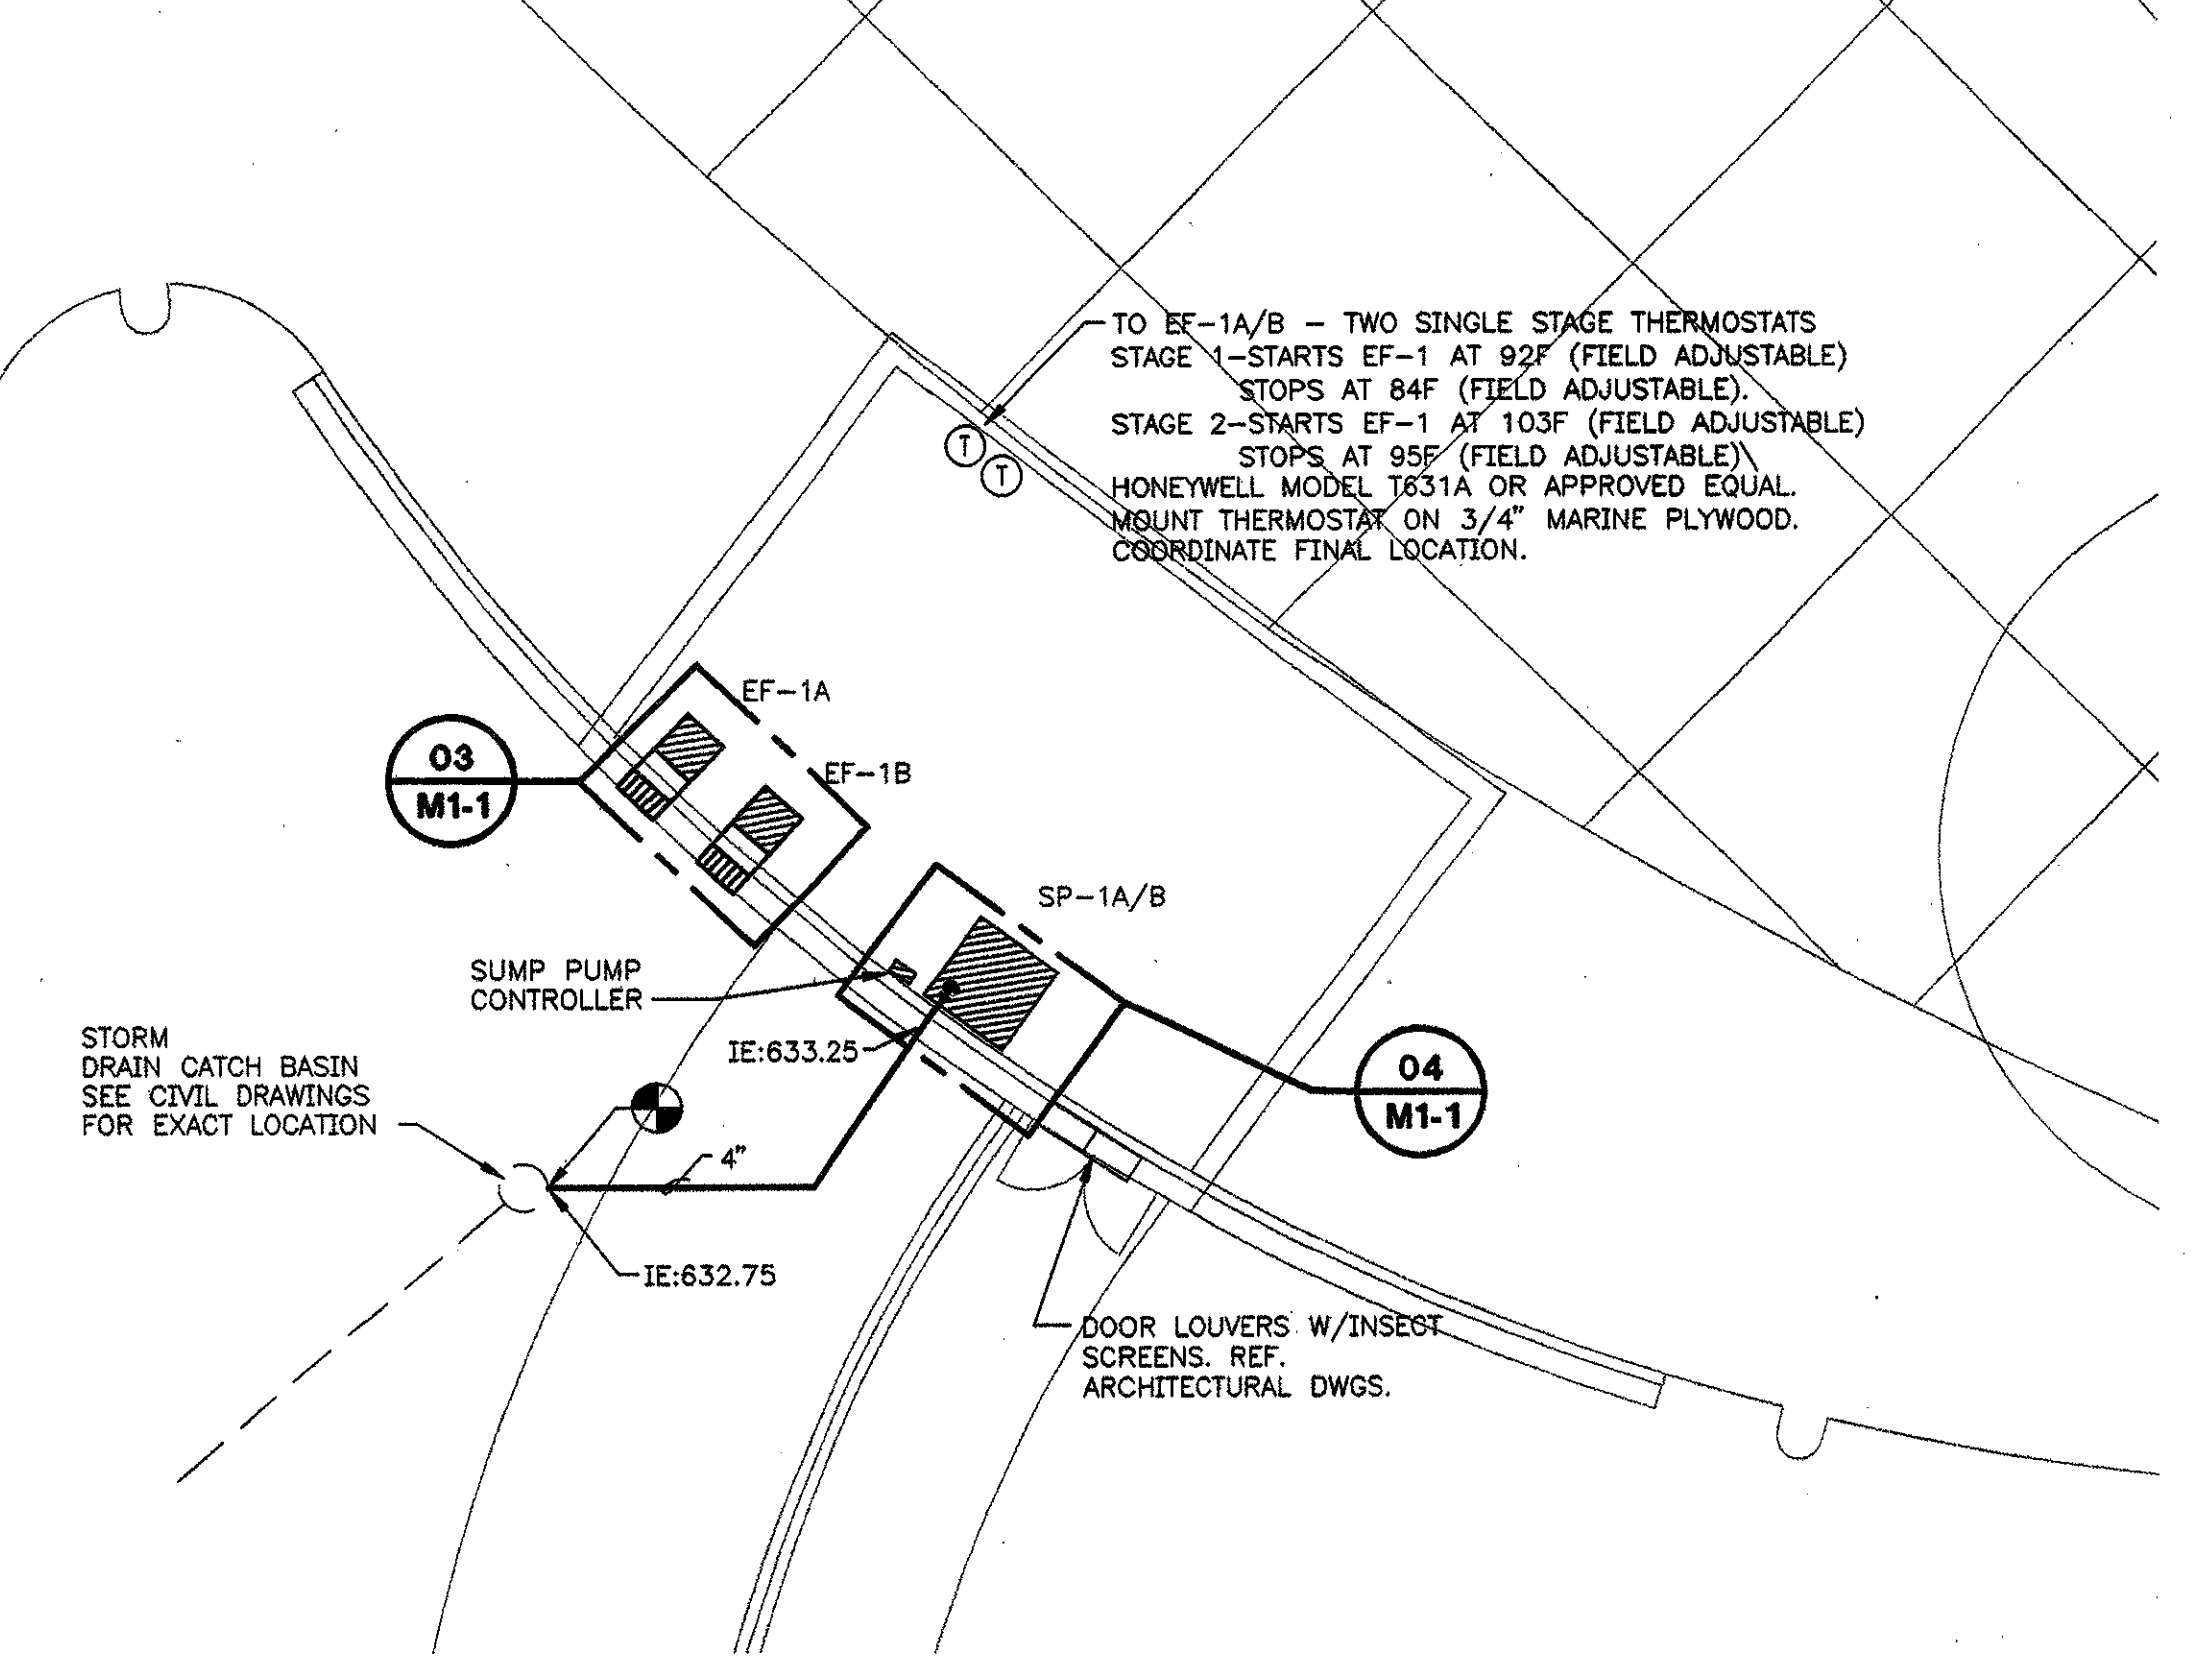 TO EF-1A/B - TWO SINGLE STAGE THERMOSTATS
STAGE 1-STARTS EF-1 AT 92F (FIELD ADJUSTABLE)
STOPS AT 84F (FIELD ADJUSTABLE).
STAGE 2-STARTS EF-1 AT 103F (FIELD ADJUSTABLE)
STOPS AT 95F (FIELD ADJUSTABLE)\
HONEYWELL MODEL T631A OR APPROVED EQUAL.
MOUNT THERMOSTAT ON 3/4" MARINE PLYWOOD.
COORDINATE FINAL LOCATION.
T
T
EF-1A
EF-1B
03
M1-1
SP-1A/B
SUMP PUMP
CONTROLLER
IE:633.25
STORM
DRAIN CATCH BASIN
SEE CIVIL DRAWINGS
FOR EXACT LOCATION
04
M1-1
4"
IE:632.75
DOOR LOUVERS W/INSECT
SCREENS. REF.
ARCHITECTURAL DWGS.